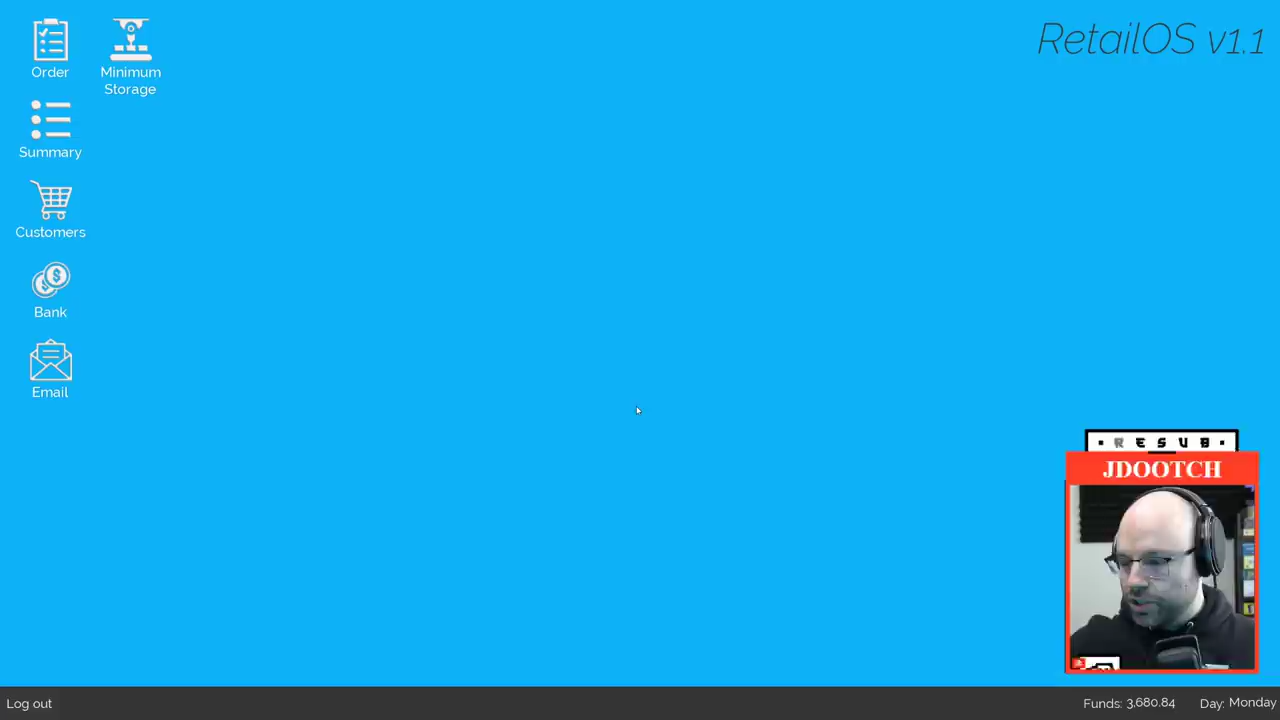 RetailOS v1.1
Order
Minimum
Storage
Summary
Customers
Bank
Email
RESUB
JDOOTCH
Log out
Funds: 3,680.84
Day: Monday